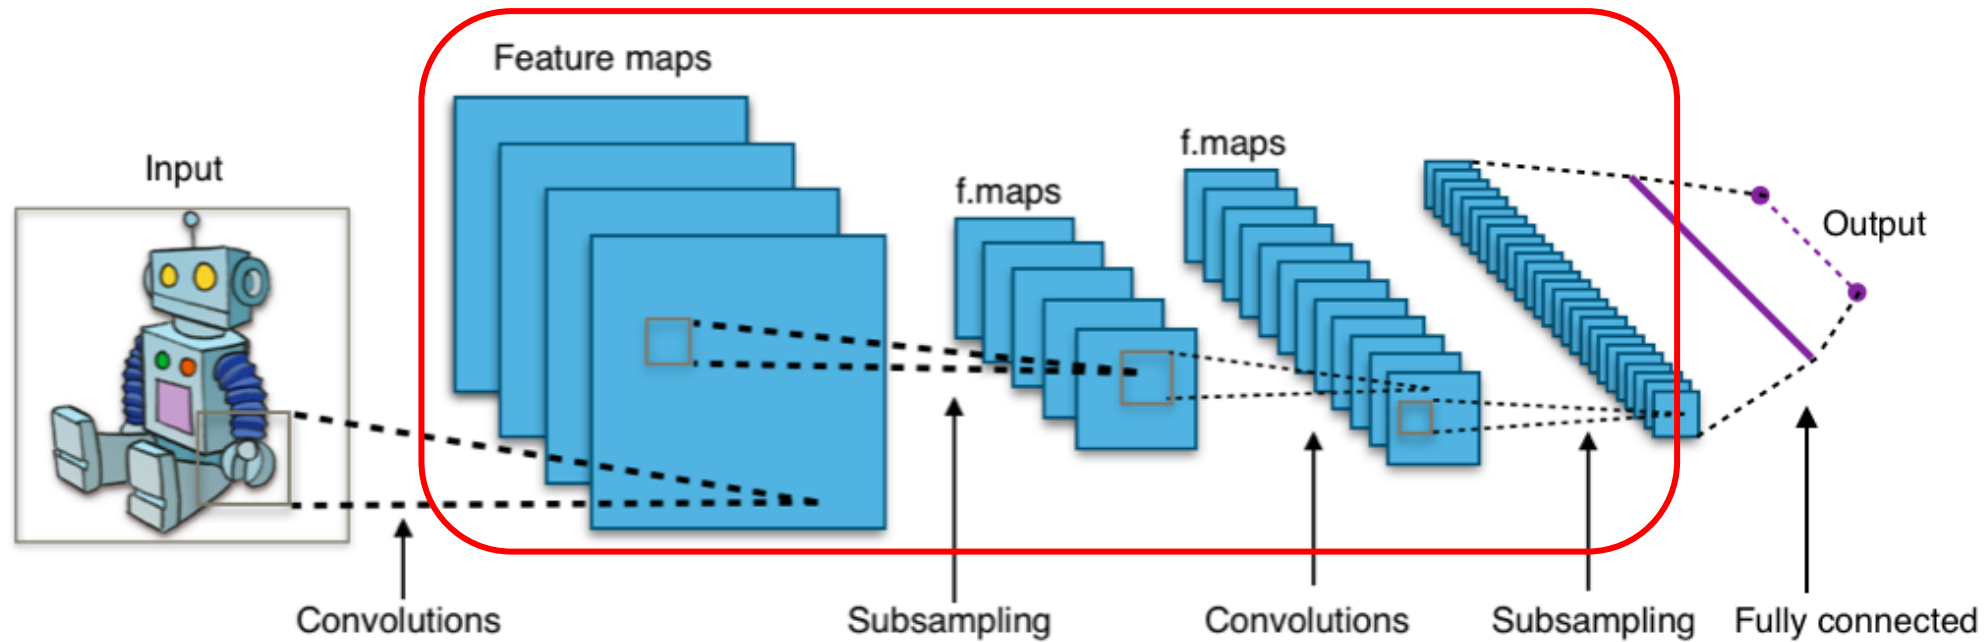 Feature maps
f.maps
Input
f.maps
Output
Convolutions
Subsampling
Convolutions
Subsampling
Fully connected